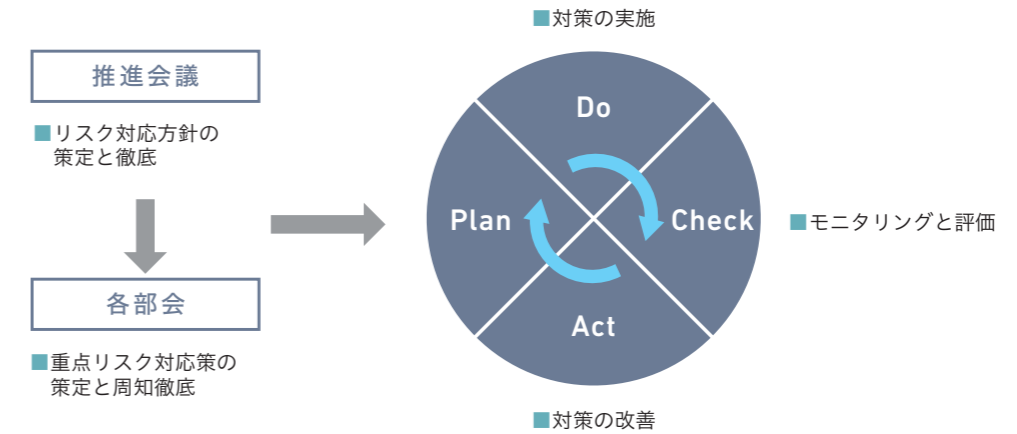 推進会議
■リスク対応方針の
策定と徹底
各部会
■重点リスク対応策の
策定と周知徹底
■対策の実施
Do
Plan
Check
■モニタリングと評価
Act
■対策の改善